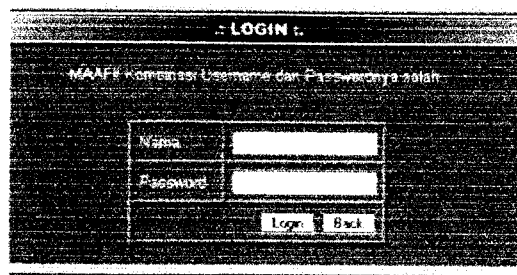 .: LOGIN :.
MAAF!! Kombinasi Username dan Passwordnya salah
Nama
Password
Login Back